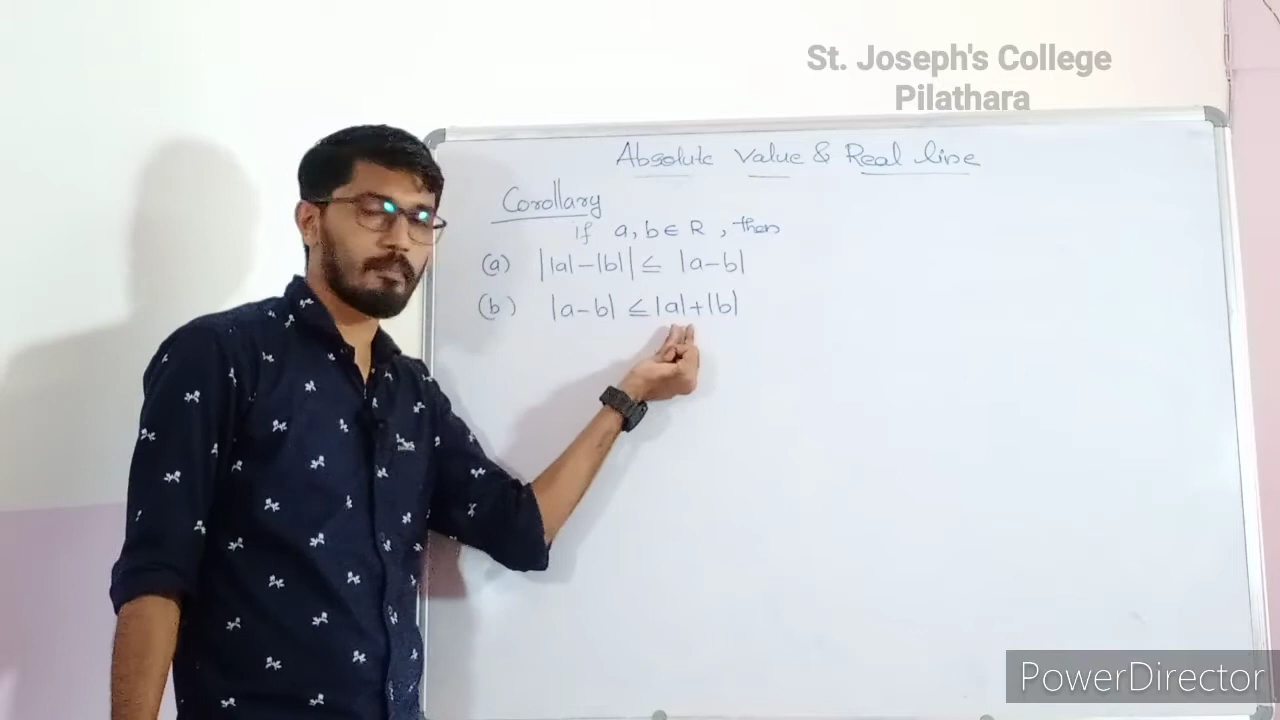 St. Joseph's College
Pilathara
Absolute Value & Real line
Corollary
If a, b ∈ R, then
(a) ||a|-|b|| ≤ |a-b|
(b) |a-b| ≤ |a|+|b|
PowerDirector